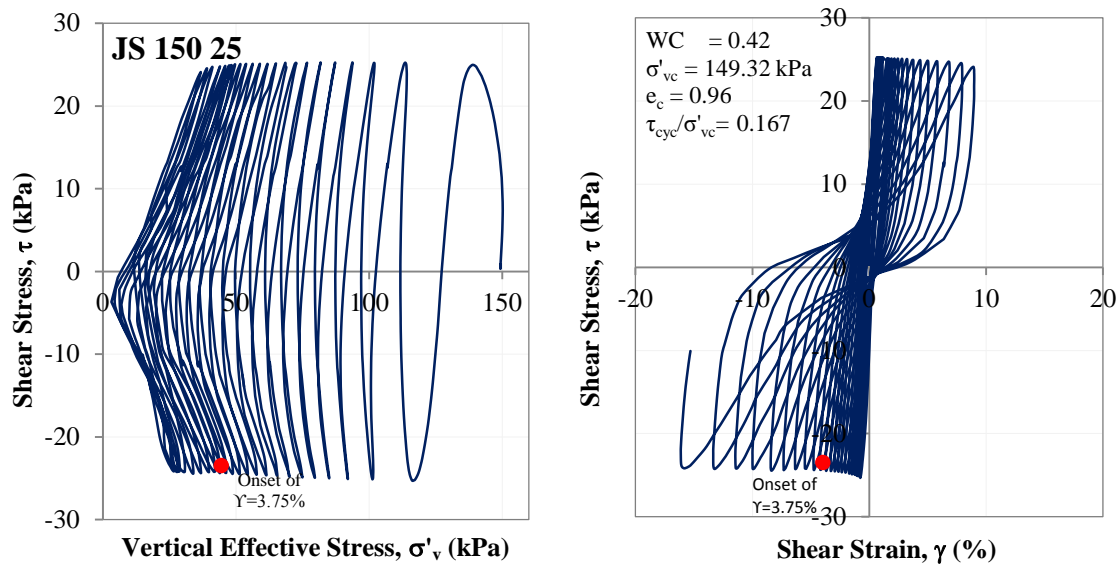 JS 150 25
30
20
10
0
-10
-20
-30
0
50
100
150
Shear Stress, τ (kPa)
Vertical Effective Stress, σ'v (kPa)
Onset of
ϒ=3.75%
WC = 0.42
σ'vc = 149.32 kPa
ec = 0.96
τcyc/σ'vc= 0.167
30
20
10
0
-10
-20
-30
-20
-10
0
10
20
Shear Stress, τ (kPa)
Shear Strain, γ (%)
Onset of
ϒ=3.75%